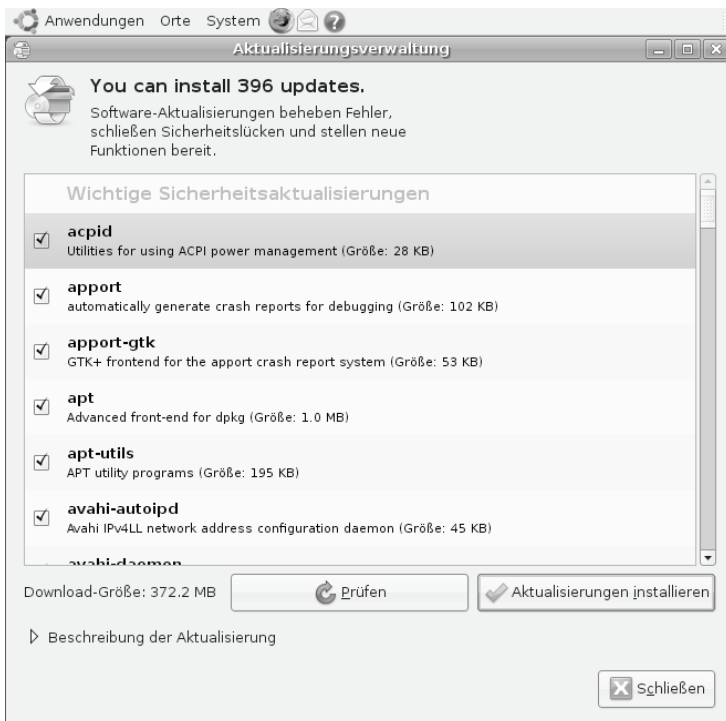 Anwendungen Orte System
Aktualisierungsverwaltung
You can install 396 updates.
Software-Aktualisierungen beheben Fehler,
schließen Sicherheitslücken und stellen neue
Funktionen bereit.
Wichtige Sicherheitsaktualisierungen
acpid
Utilities for using ACPI power management (Größe: 28 KB)
apport
automatically generate crash reports for debugging (Größe: 102 KB)
apport-gtk
GTK+ frontend for the apport crash report system (Größe: 53 KB)
apt
Advanced front-end for dpkg (Größe: 1.0 MB)
apt-utils
APT utility programs (Größe: 195 KB)
avahi-autoipd
Avahi IPv4LL network address configuration daemon (Größe: 45 KB)
avahi-daemon
Download-Größe: 372.2 MB Prüfen Aktualisierungen installieren
Beschreibung der Aktualisierung
Schließen